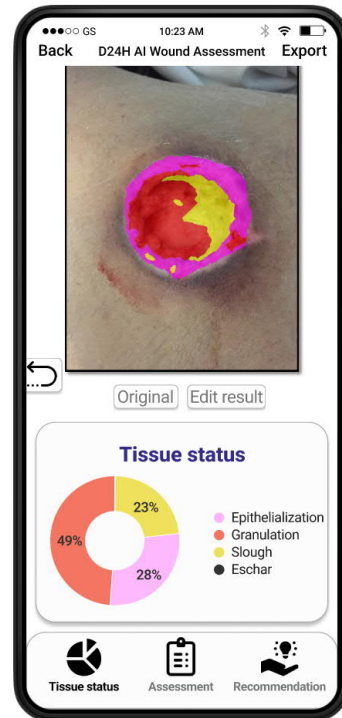 GS 10:23 AM
Back D24H AI Wound Assessment Export
Original Edit result
Tissue status
23%
49%
28%
Epithelialization
Granulation
Slough
Eschar
Tissue status Assessment Recommendation